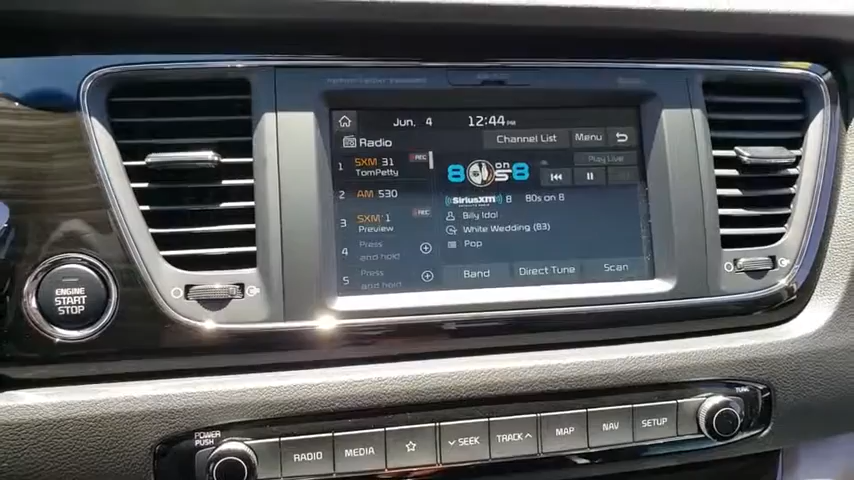 Jun. 4 12:44 PM
Radio
Channel List Menu
1 SXM 31 REC
TomPetty
2 AM 530
3 SXM 1 REC
Preview
4 Press
and hold
5 Press
and hold
80s on 8
Play Live
SiriusXM 8 80s on 8
Billy Idol
White Wedding (83)
Pop
Band Direct Tune Scan
ENGINE
START
STOP
POWER
PUSH
RADIO MEDIA SEEK TRACK MAP NAV SETUP
TUNE